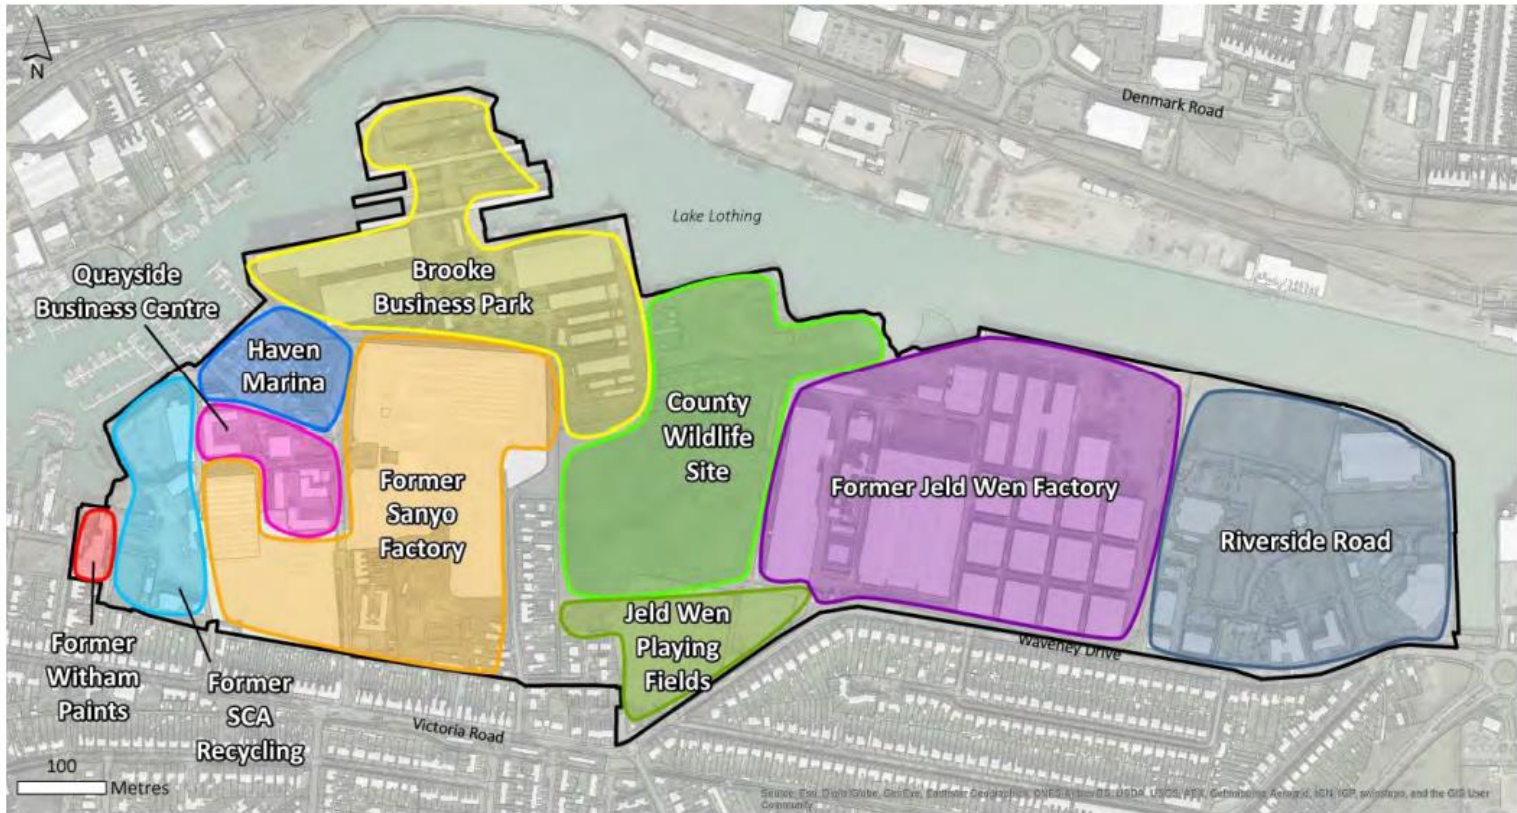 N
Denmark Road
Lake Lothing
Quayside
Business Centre
Brooke
Business Park
Haven
Marina
County
Wildlife
Site
Former
Sanyo
Factory
Former Jeld Wen Factory
Riverside Road
Jeld Wen
Playing
Fields
Waveney Drive
Former
Witham
Paints
Former
SCA
Recycling
Victoria Road
100
Metres
Community